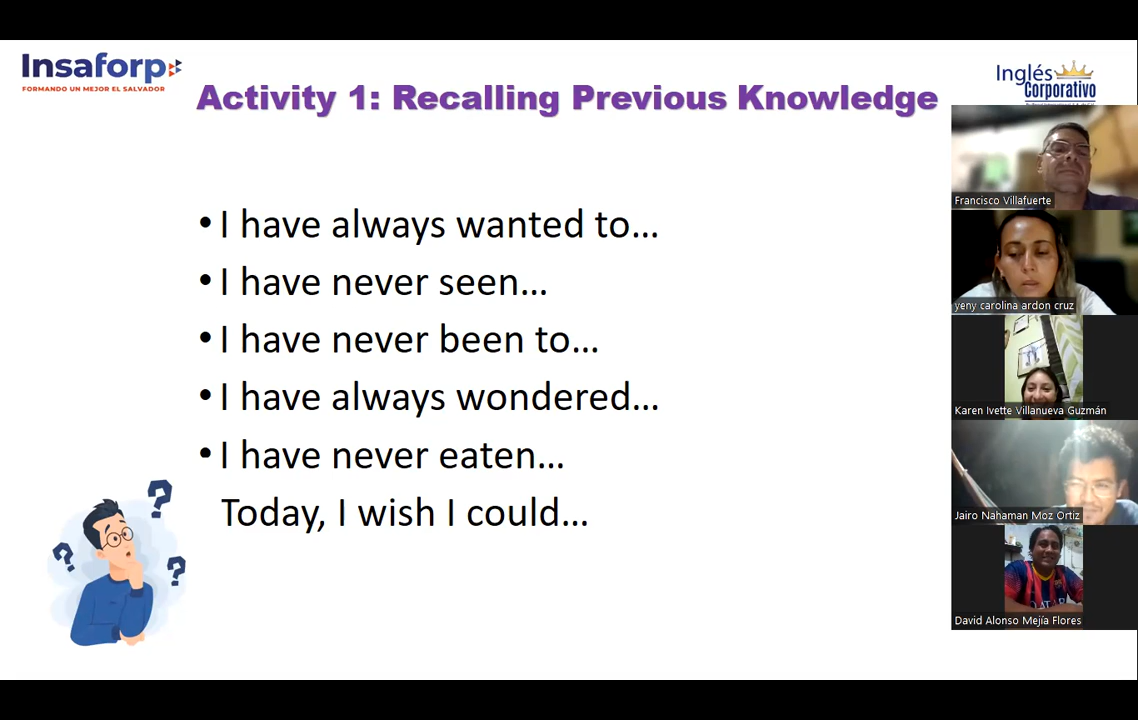 Insaforp
FORMANDO UN MEJOR EL SALVADOR
Inglés
Corporativo
Activity 1: Recalling Previous Knowledge
•I have always wanted to…
•I have never seen…
•I have never been to…
•I have always wondered…
•I have never eaten…
Today, I wish I could…
? ? ?
Francisco Villafuerte
yeny carolina ardon cruz
Karen Ivette Villanueva Guzmán
Jairo Nahaman Moz Ortiz
David Alonso Mejía Flores